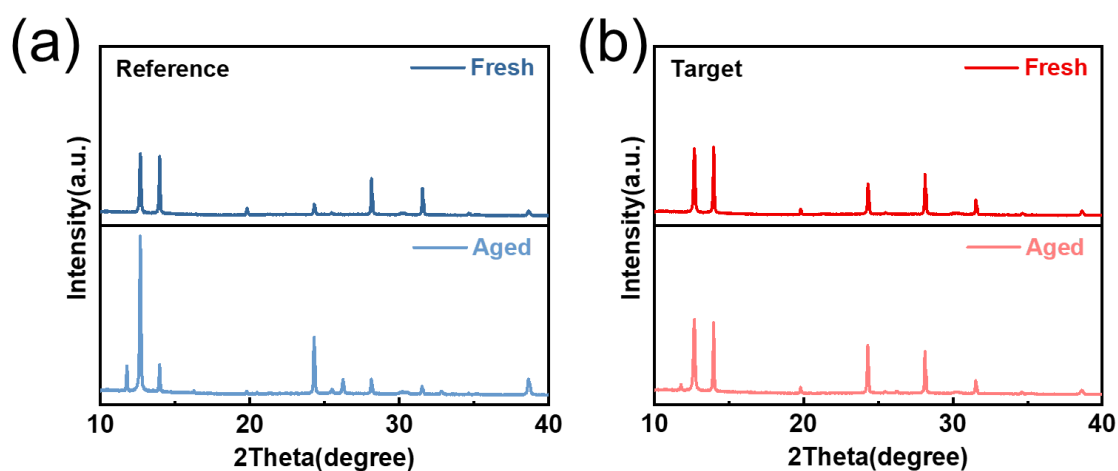 (a)
Reference
Fresh
Aged
Intensity(a.u.)
10 20 30 40
2Theta(degree)
(b)
Target
Fresh
Intensity(a.u.)
Aged
Intensity(a.u.)
10 20 30 40
2Theta(degree)